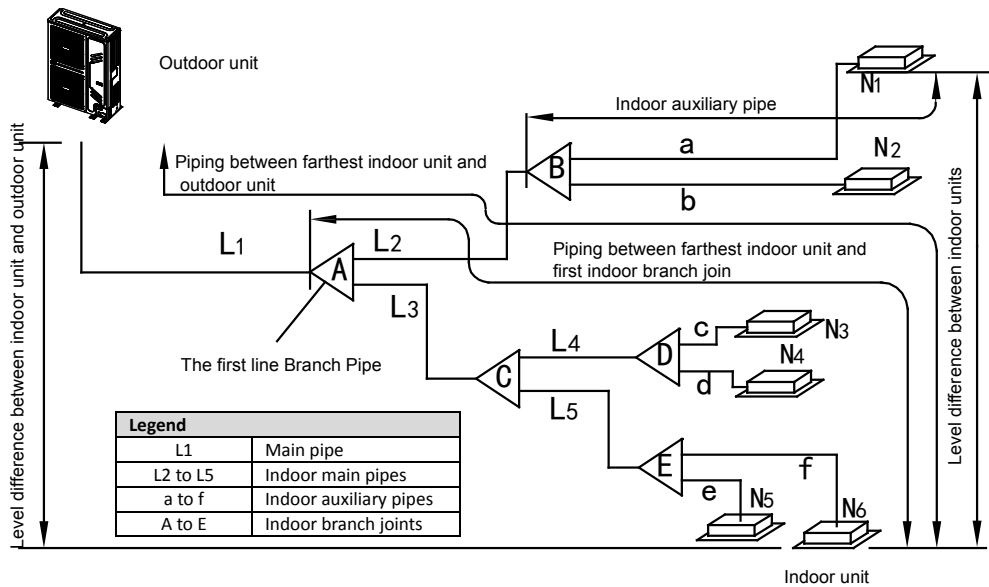 Outdoor unit
N1
Indoor auxiliary pipe
a
N2
B
b
Piping between farthest indoor unit and
outdoor unit
L1
L2
A
Piping between farthest indoor unit and
first indoor branch join
L3
The first line Branch Pipe
L4
C
L5
D
c
N3
N4
d
E
f
e
N5
N6
Legend
L1 Main pipe
L2 to L5 Indoor main pipes
a to f Indoor auxiliary pipes
A to E Indoor branch joints
Level difference between indoor unit and outdoor unit
Level difference between indoor units
Indoor unit